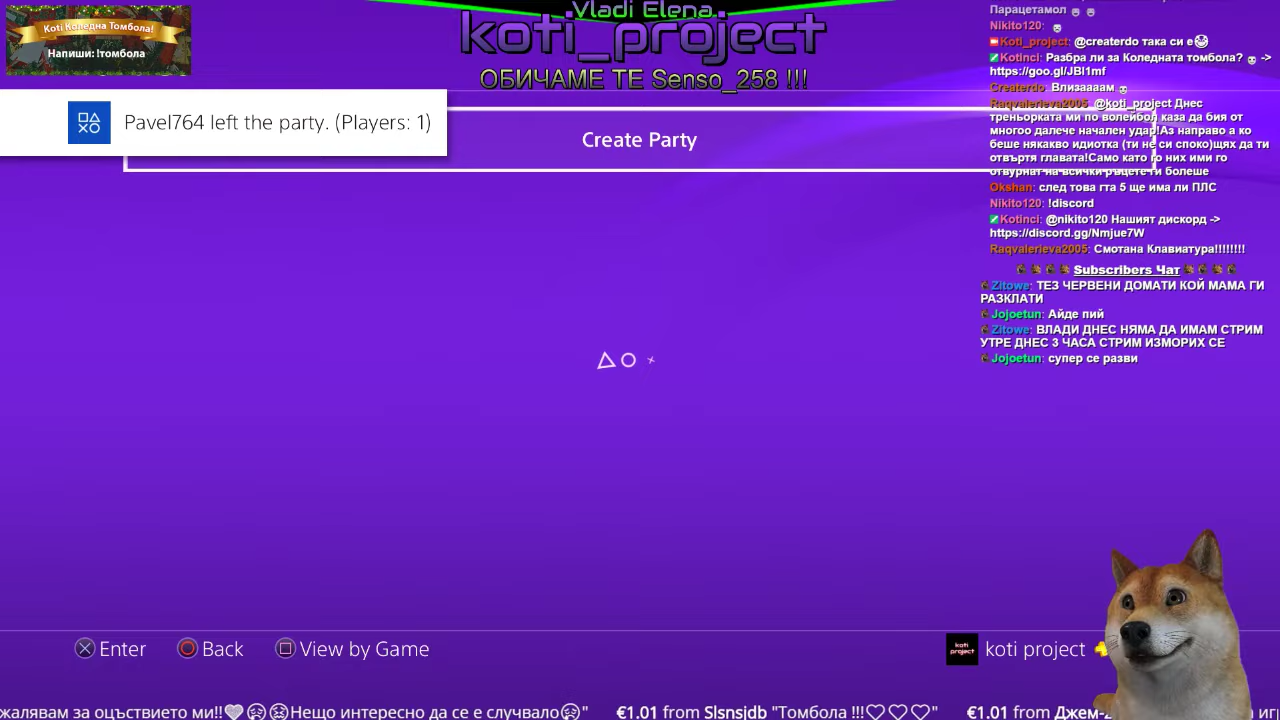 Koti Коледна Томбола!
Напиши: !томбола
Vladi Elena
koti_project
ОБИЧАМЕ ТЕ Senso_258 !!!
Pavel764 left the party. (Players: 1)
Create Party
Парацетамол
Nikito120:
Koti_project: @createrdo така си е
Kotinci: Разбра ли за Коледната томбола? ->
https://goo.gl/JBI1mf
Createrdo: Влизаааам
Raqvalerieva2005: @koti_project Днес
треньорката ми по волейбол каза да бия от
многоо далече начален удар!Аз направо а ко
беше някакво идиотка (ти не си споко)щях да ти
отвъртя главата!Само като го них ими го
отвурнат на всички ръцете ги болеше
Okshan: след това гта 5 ще има ли ПЛС
Nikito120: !discord
Kotinci: @nikito120 Нашият дискорд ->
https://discord.gg/Nmjue7W
Raqvalerieva2005: Смотана Клавиатура!!!!!!!!
Subscribers Чат
Zitowe: ТЕЗ ЧЕРВЕНИ ДОМАТИ КОЙ МАМА ГИ
РАЗКЛАТИ
Jojoetun: Айде пий
Zitowe: ВЛАДИ ДНЕС НЯМА ДА ИМАМ СТРИМ
УТРЕ ДНЕС 3 ЧАСА СТРИМ ИЗМОРИХ СЕ
Jojoetun: супер се разви
Enter
Back
View by Game
koti project
koti project
жалявам за оцъствието ми!! Нещо интересно да се е случвало" €1.01 from Slsnsjdb "Томбола !!!♡♡♡" €1.01 from